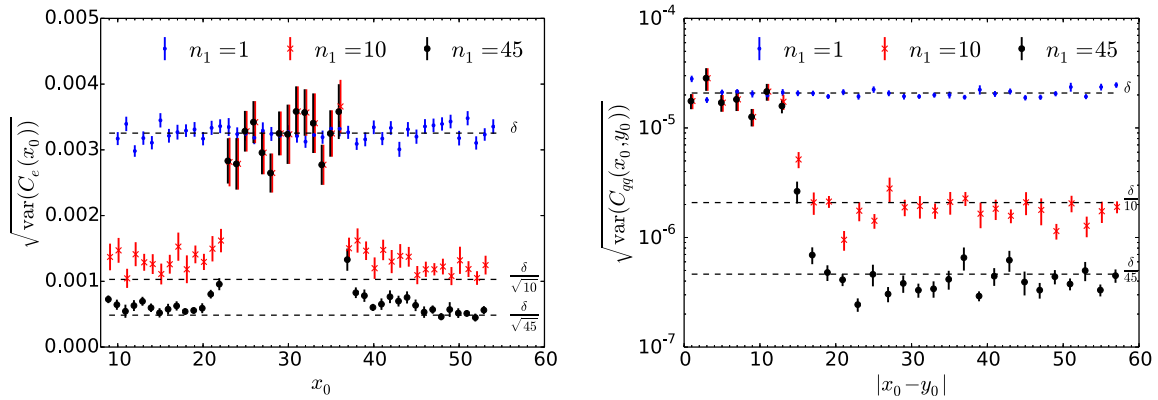 0.005
0.004
0.003
0.002
0.001
0.000
√var(C_e(x_0))
n_1 = 1 n_1 = 10 n_1 = 45
δ
δ/√10
δ/√45
10 20 30 40 50 60
x_0
10^{-4}
10^{-5}
10^{-6}
10^{-7}
√var(C_{qq}(x_0, y_0))
n_1 = 1 n_1 = 10 n_1 = 45
δ
δ/10
δ/45
0 10 20 30 40 50 60
|x_0 − y_0|